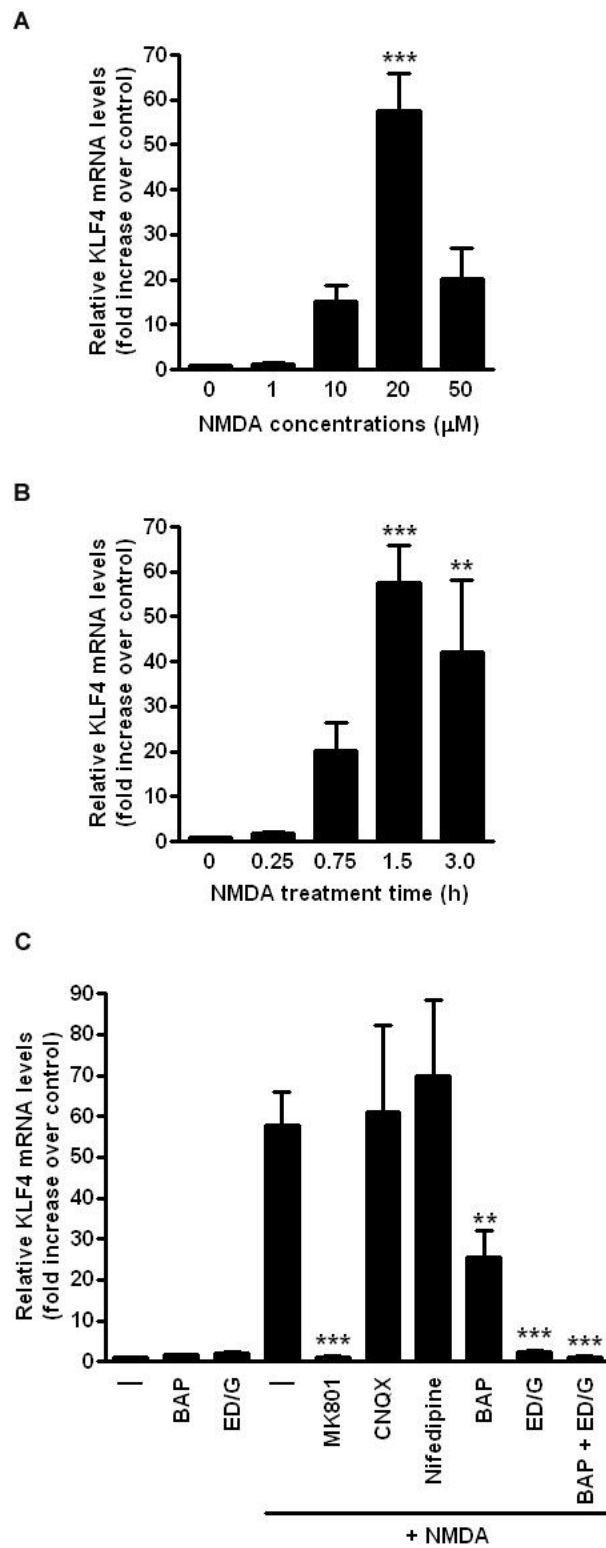 A
Relative KLF4 mRNA levels
(fold increase over control)
70
60
50
40
30
20
10
0
***
0 1 10 20 50
NMDA concentrations (µM)
B
Relative KLF4 mRNA levels
(fold increase over control)
70
60
50
40
30
20
10
0
***
**
0 0.25 0.75 1.5 3.0
NMDA treatment time (h)
C
Relative KLF4 mRNA levels
(fold increase over control)
90
80
70
60
50
40
30
20
10
0
***
**
***
***
—
BAP
ED/G
—
MK801
CNQX
Nifedipine
BAP
ED/G
BAP + ED/G
+ NMDA